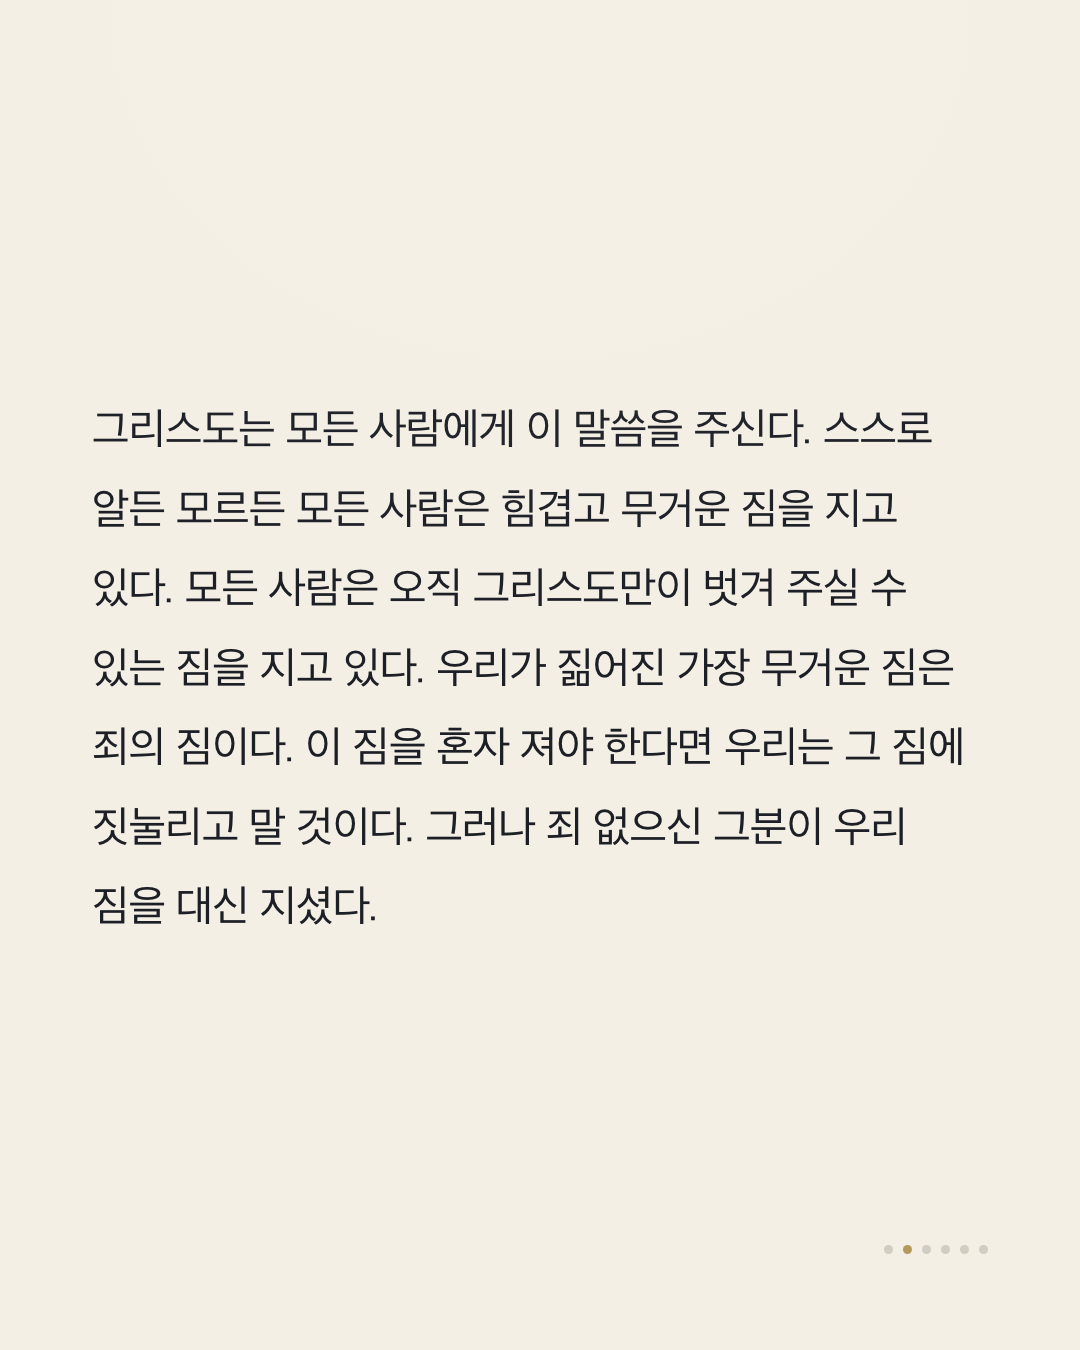 그리스도는 모든 사람에게 이 말씀을 주신다. 스스로
알든 모르든 모든 사람은 힘겹고 무거운 짐을 지고
있다. 모든 사람은 오직 그리스도만이 벗겨 주실 수
있는 짐을 지고 있다. 우리가 짊어진 가장 무거운 짐은
죄의 짐이다. 이 짐을 혼자 져야 한다면 우리는 그 짐에
짓눌리고 말 것이다. 그러나 죄 없으신 그분이 우리
짐을 대신 지셨다.